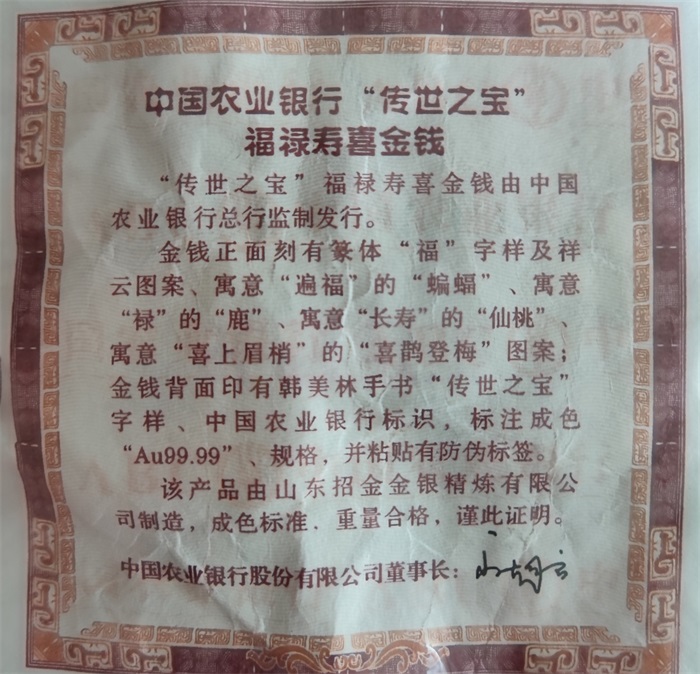 中国农业银行“传世之宝”
福禄寿喜金钱
“传世之宝”福禄寿喜金钱由中国
农业银行总行监制发行。
金钱正面刻有篆体“福”字样及祥
云图案、寓意“遍福”的“蝙蝠”、寓意
“禄”的“鹿”、寓意“长寿”的“仙桃”、
寓意“喜上眉梢”的“喜鹊登梅”图案；
金钱背面印有韩美林手书“传世之宝”
字样、中国农业银行标识，标注成色
“Au99.99”、规格，并粘贴有防伪标签。
该产品由山东招金金银精炼有限公
司制造，成色标准．重量合格，谨此证明。
中国农业银行股份有限公司董事长：